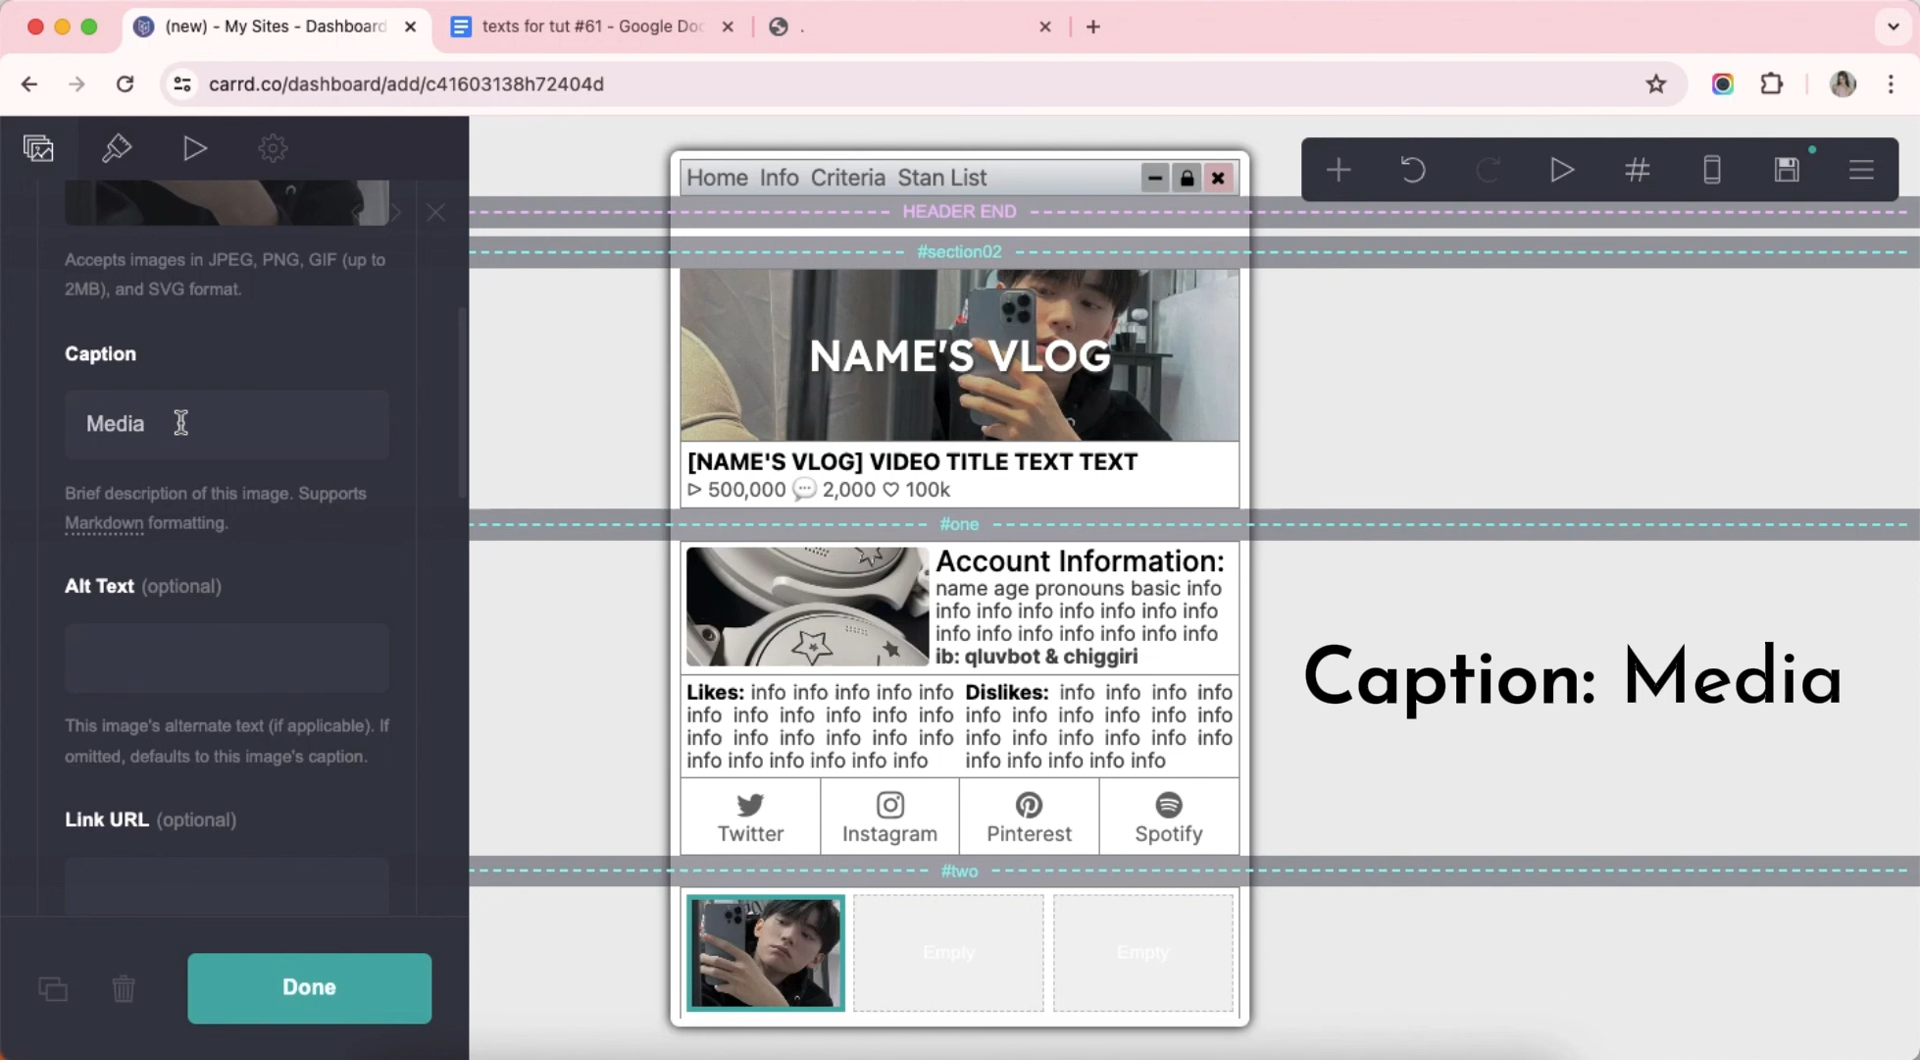 (new) - My Sites - Dashboard
texts for tut #61 - Google Doc
.
carrd.co/dashboard/add/c41603138h72404d
Accepts images in JPEG, PNG, GIF (up to
2MB), and SVG format.
Caption
Media
Brief description of this image. Supports
Markdown formatting.
Alt Text (optional)
This image's alternate text (if applicable). If
omitted, defaults to this image's caption.
Link URL (optional)
Done
Home Info Criteria Stan List
HEADER END
#section02
NAME'S VLOG
[NAME'S VLOG] VIDEO TITLE TEXT TEXT
▷ 500,000 💬 2,000 ♡ 100k
#one
Account Information:
name age pronouns basic info
info info info info info info info
info info info info info info info
ib: qluvbot & chiggiri
Likes: info info info info info
info info info info info info
info info info info info info
info info info info info info
Dislikes: info info info info
info info info info info info
info info info info info info
info info info info info
Twitter
Instagram
Pinterest
Spotify
#two
Empty
Empty
Caption: Media